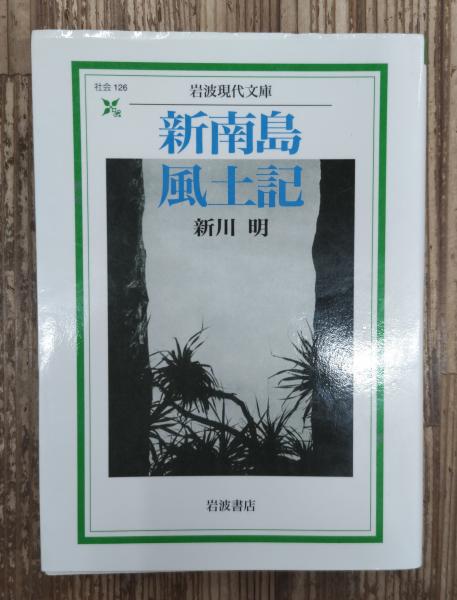 社会 126
岩波現代文庫
新南島
風土記
新川 明
岩波書店